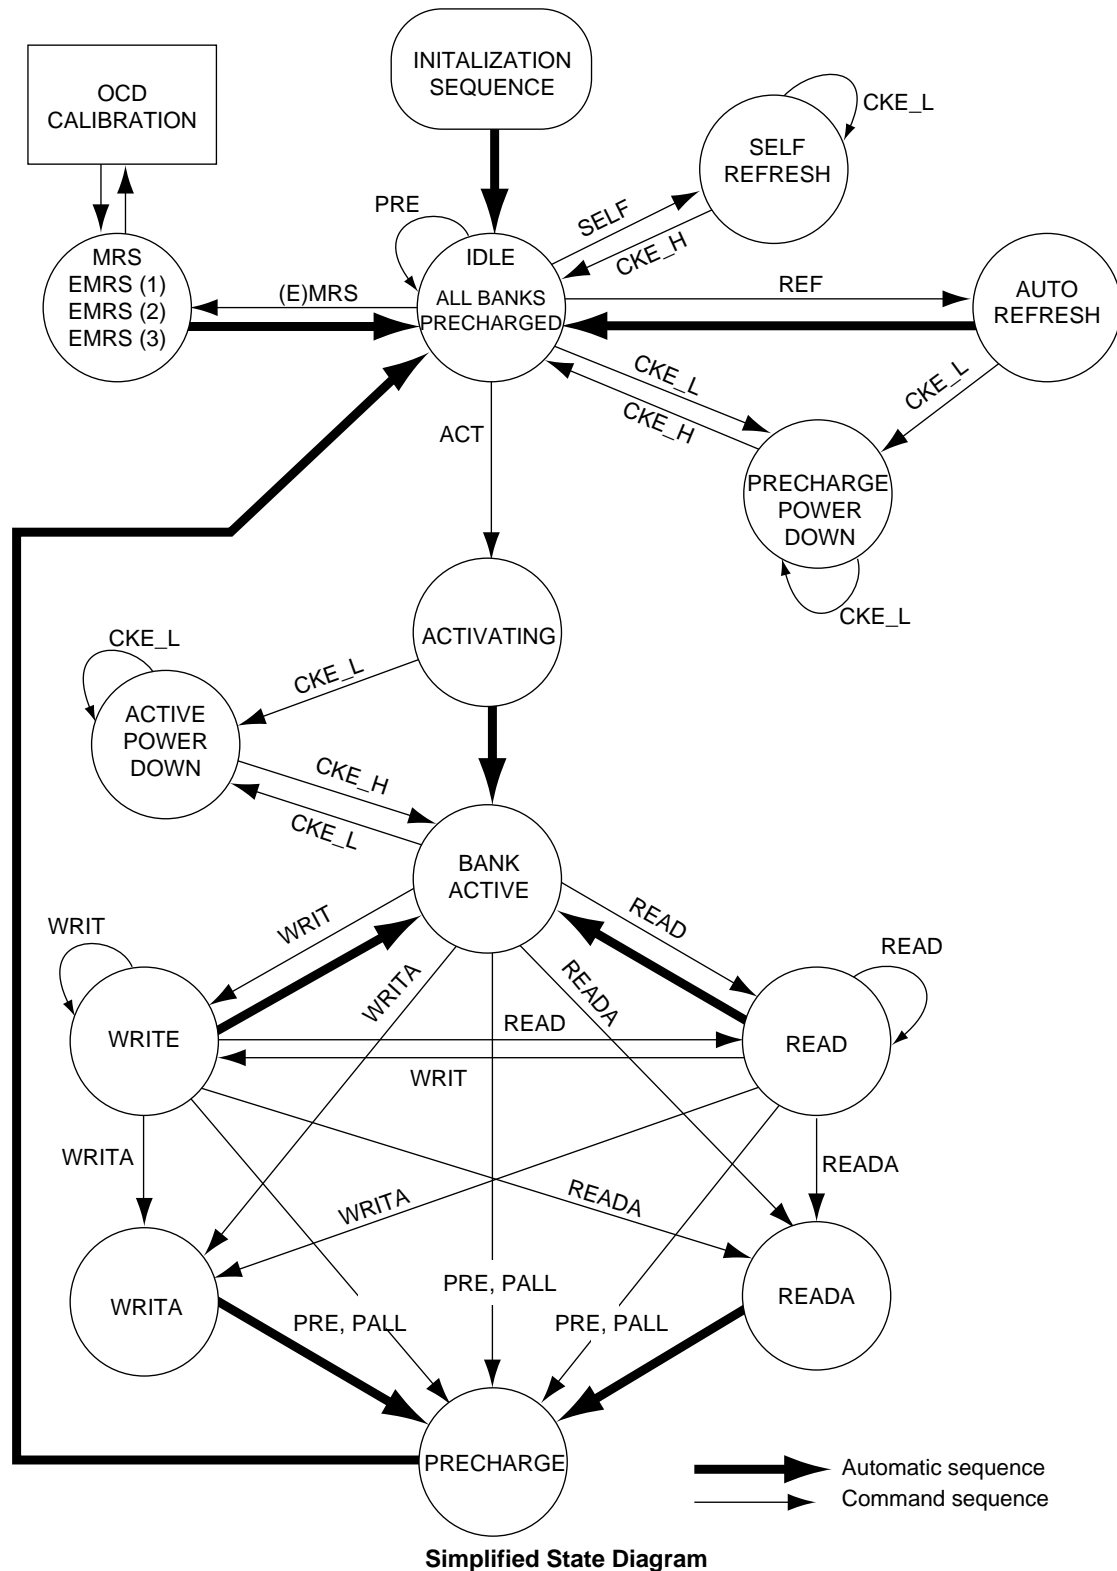 INITALIZATION
SEQUENCE
OCD
CALIBRATION
CKE_L
SELF
REFRESH
PRE
SELF
CKE_H
MRS
EMRS (1)
EMRS (2)
EMRS (3)
(E)MRS
IDLE
ALL BANKS
PRECHARGED
REF
AUTO
REFRESH
CKE_L
CKE_H
CKE_L
ACT
PRECHARGE
POWER
DOWN
CKE_L
ACTIVATING
CKE_L
CKE_L
ACTIVE
POWER
DOWN
CKE_H
CKE_L
BANK
ACTIVE
WRIT
WRIT
READ
READ
WRITA
READA
WRITE
READ
WRIT
READ
WRITA
WRITA
READA
READA
WRITA
PRE, PALL
PRE, PALL
PRE, PALL
READA
PRECHARGE
Automatic sequence
Command sequence
Simplified State Diagram